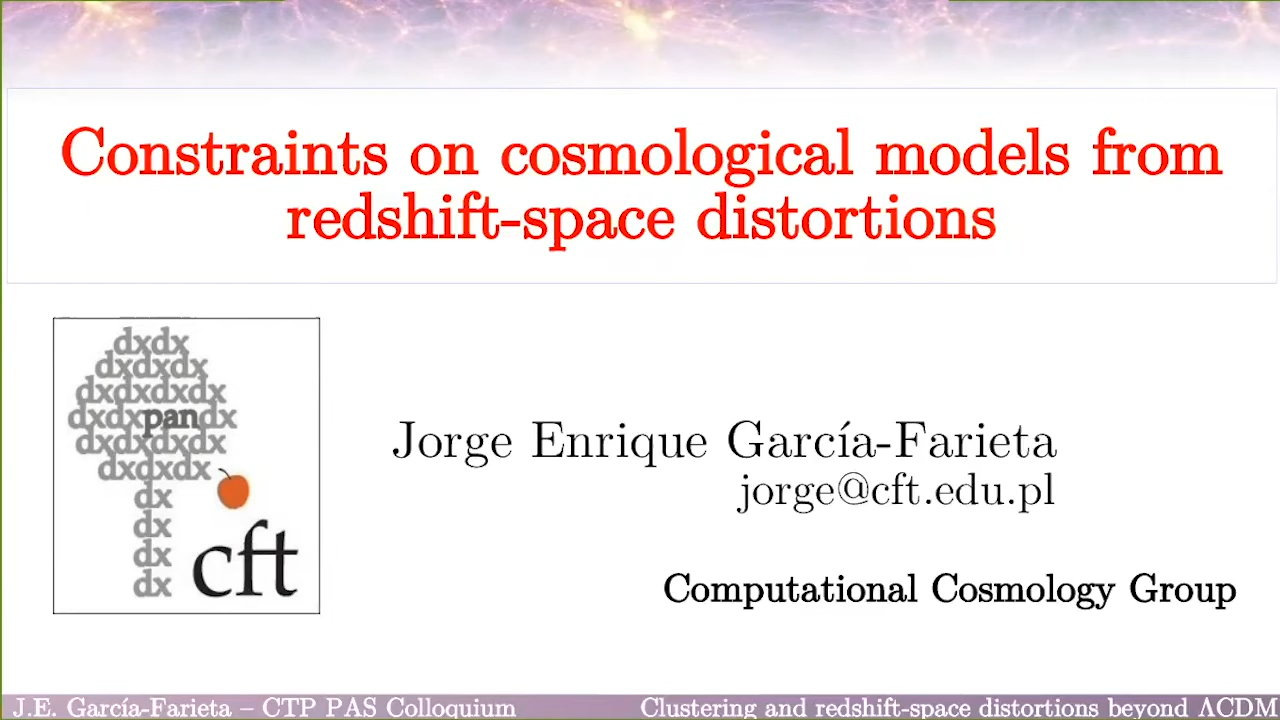 Constraints on cosmological models from
redshift-space distortions
dxdx
dxdxdx
dxdxdxdx
dxdxpandx
dxdxdxdx
dxdxdx
dx
dx
dx
dx
cft
Jorge Enrique García-Farieta
jorge@cft.edu.pl
Computational Cosmology Group
J.E. García-Farieta – CTP PAS Colloquium
Clustering and redshift-space distortions beyond ΛCDM